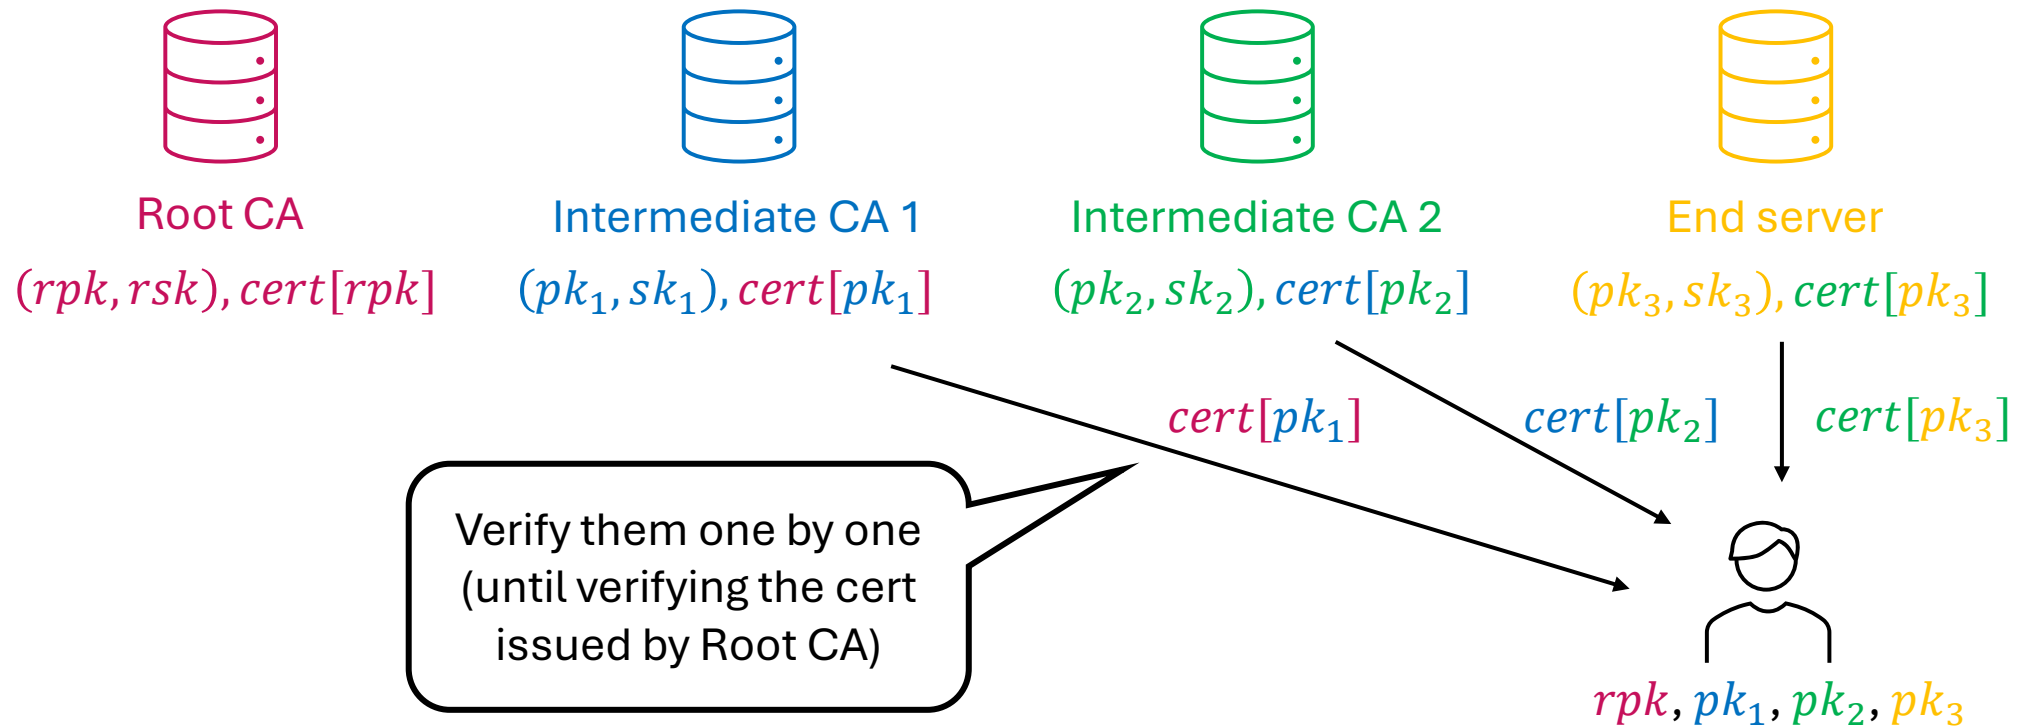 Root CA
Intermediate CA 1
Intermediate CA 2
End server
(rpk, rsk), cert[rpk]
(pk₁, sk₁), cert[pk₁]
(pk₂, sk₂), cert[pk₂]
(pk₃, sk₃), cert[pk₃]
cert[pk₁]
cert[pk₂]
cert[pk₃]
Verify them one by one
(until verifying the cert
issued by Root CA)
rpk, pk₁, pk₂, pk₃